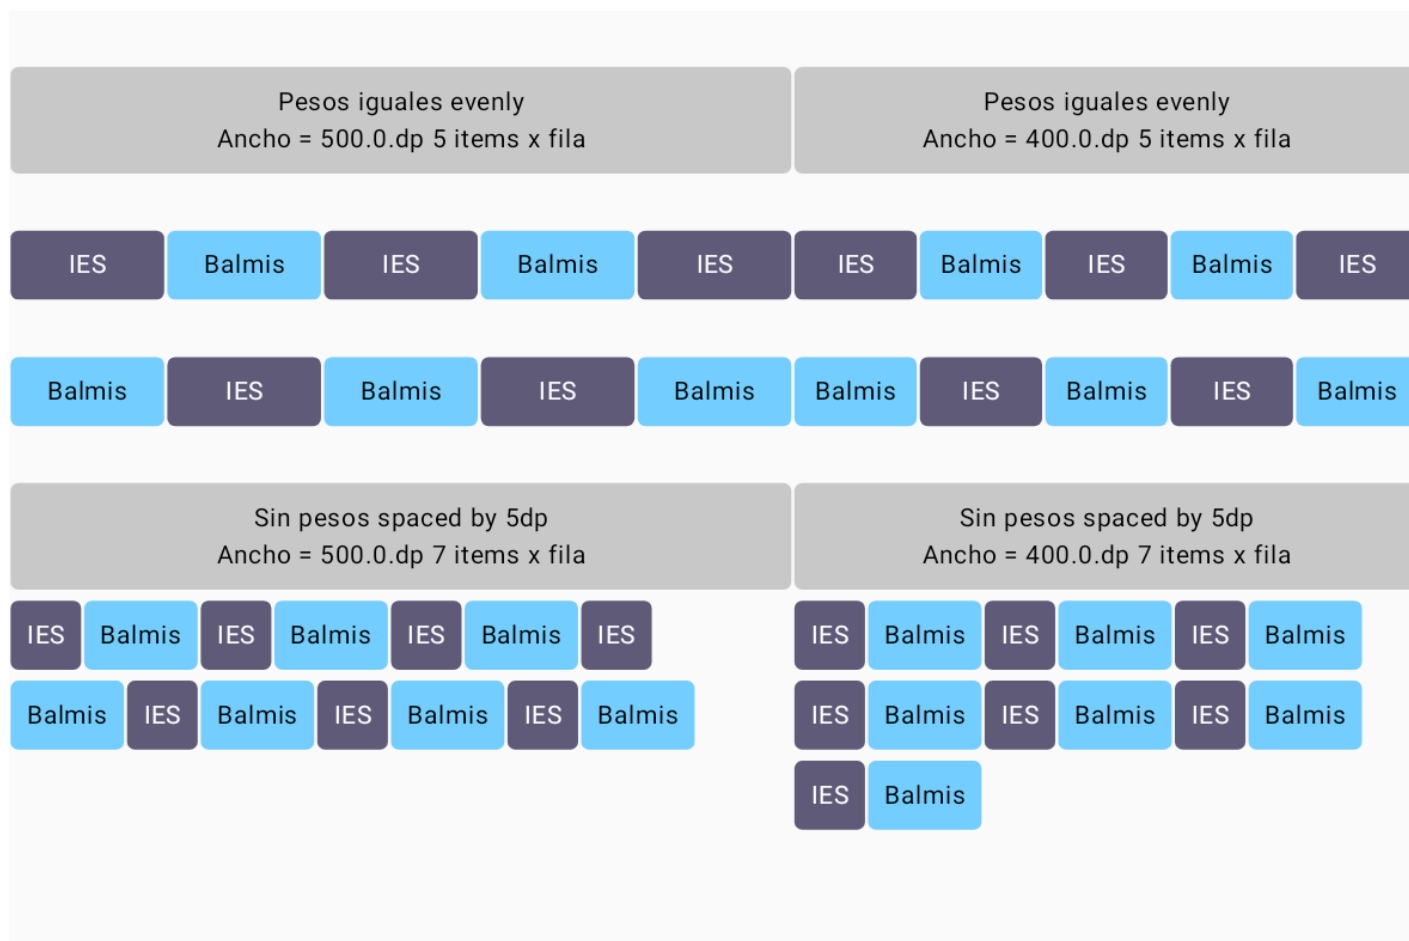 Pesos iguales evenly
Ancho = 500.0.dp 5 items x fila
Pesos iguales evenly
Ancho = 400.0.dp 5 items x fila
IES Balmis IES Balmis IES IES Balmis IES Balmis IES
Balmis IES Balmis IES Balmis Balmis IES Balmis IES Balmis
Sin pesos spaced by 5dp
Ancho = 500.0.dp 7 items x fila
Sin pesos spaced by 5dp
Ancho = 400.0.dp 7 items x fila
IES Balmis IES Balmis IES Balmis IES
Balmis IES Balmis IES Balmis IES Balmis
IES Balmis IES Balmis IES Balmis
IES Balmis IES Balmis IES Balmis
IES Balmis